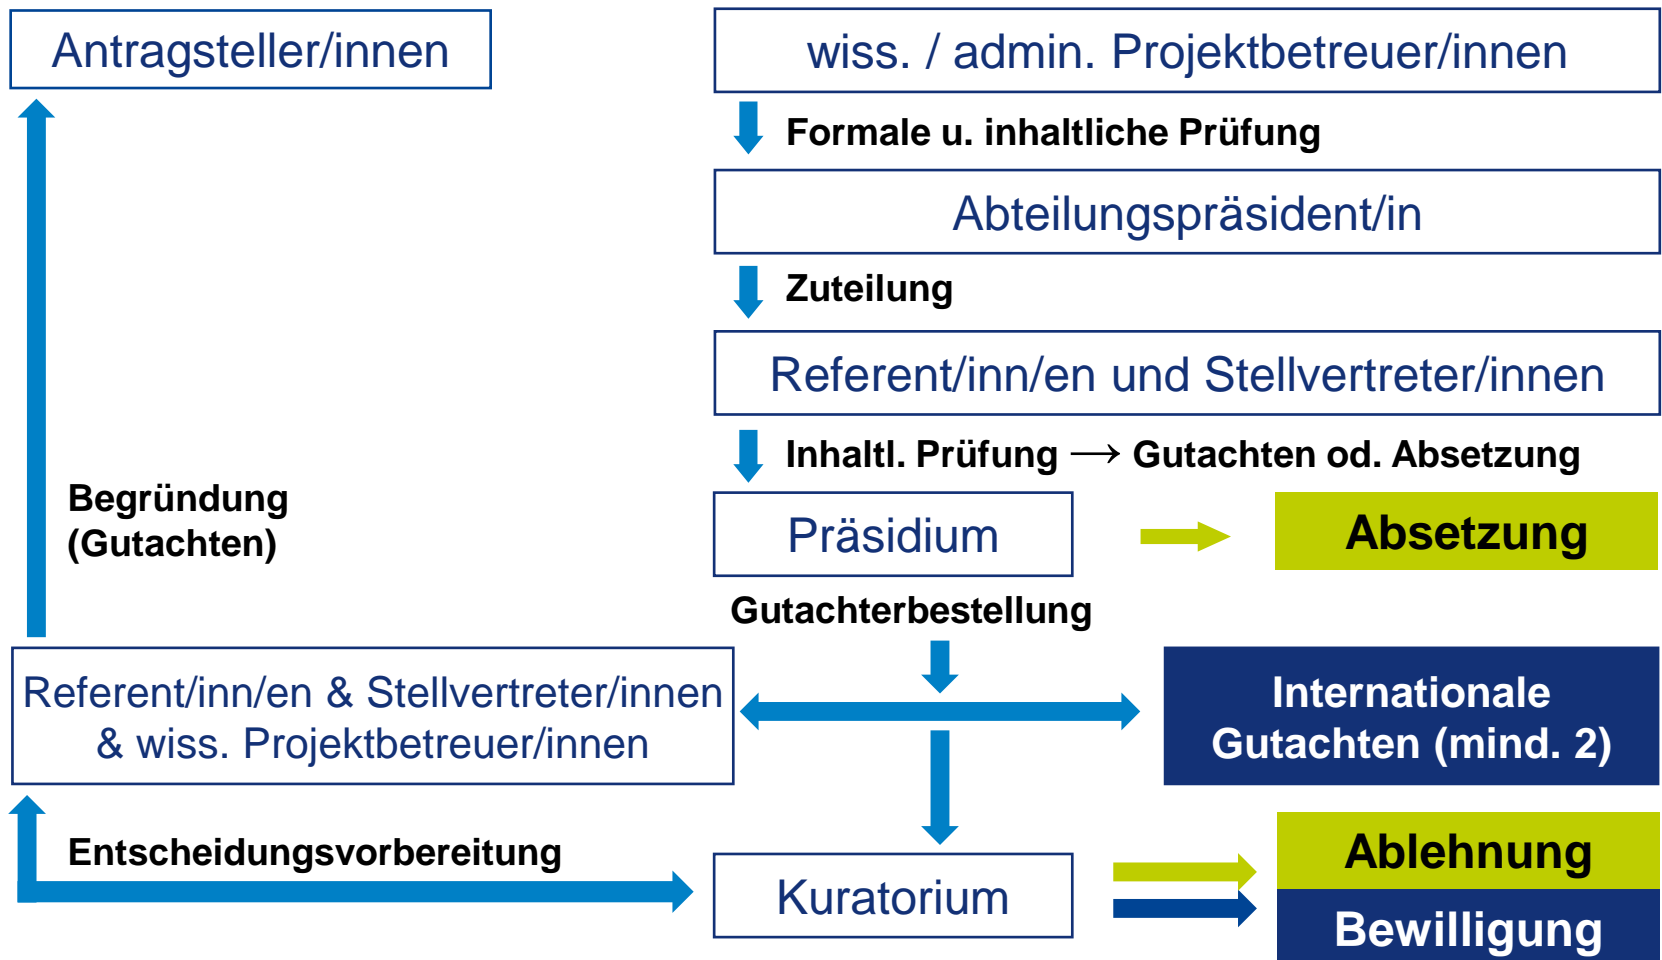 Antragsteller/innen
wiss. / admin. Projektbetreuer/innen
Formale u. inhaltliche Prüfung
Abteilungspräsident/in
Zuteilung
Referent/inn/en und Stellvertreter/innen
Inhaltl. Prüfung → Gutachten od. Absetzung
Begründung
(Gutachten)
Präsidium
Absetzung
Gutachterbestellung
Referent/inn/en & Stellvertreter/innen
& wiss. Projektbetreuer/innen
Internationale
Gutachten (mind. 2)
Entscheidungsvorbereitung
Kuratorium
Ablehnung
Bewilligung